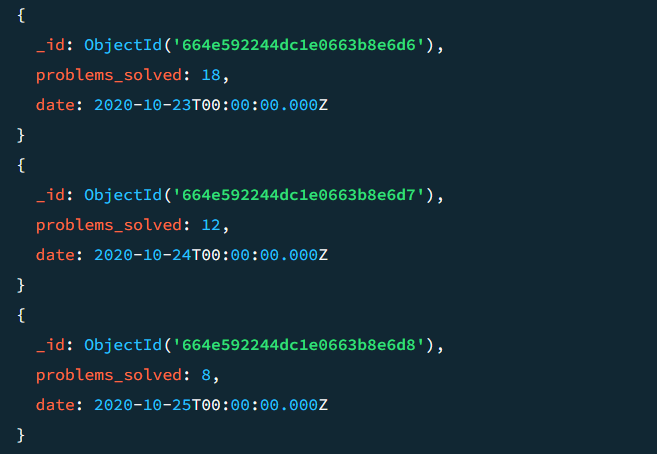 {
_id: ObjectId('664e592244dc1e0663b8e6d6'),
problems_solved: 18,
date: 2020-10-23T00:00:00.000Z
}
{
_id: ObjectId('664e592244dc1e0663b8e6d7'),
problems_solved: 12,
date: 2020-10-24T00:00:00.000Z
}
{
_id: ObjectId('664e592244dc1e0663b8e6d8'),
problems_solved: 8,
date: 2020-10-25T00:00:00.000Z
}